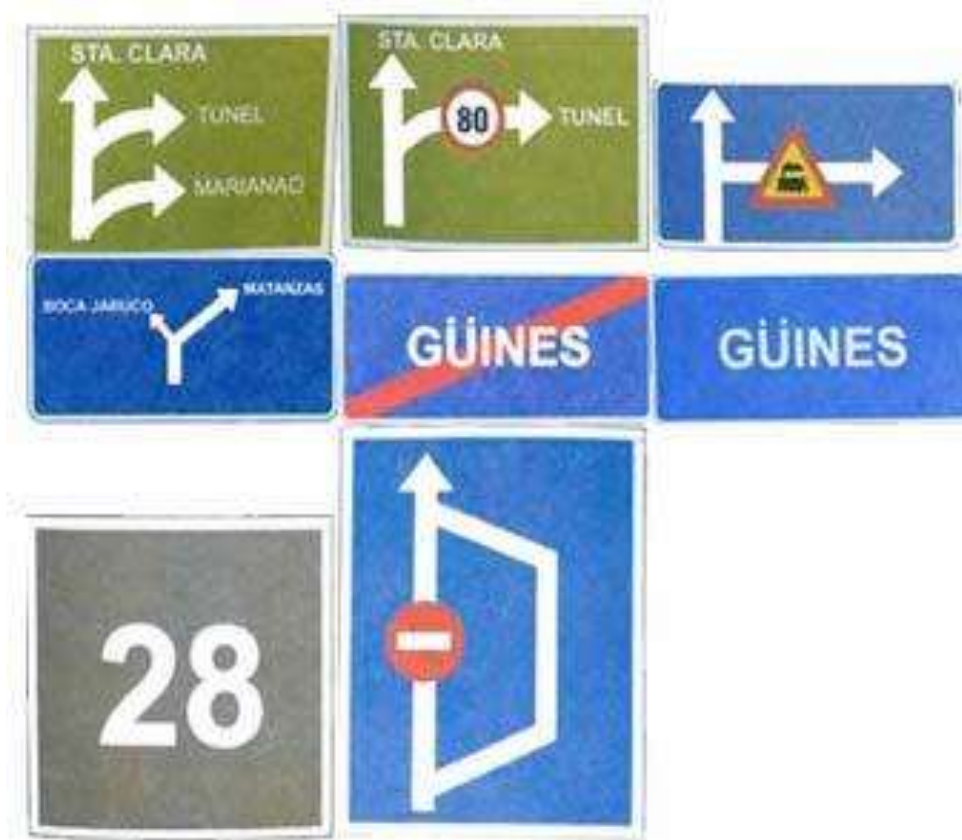 STA. CLARA
TUNEL
MARIANAO
STA. CLARA
80
TUNEL
BOCA JARUCO
MATANZAS
GÜINES
GÜINES
28